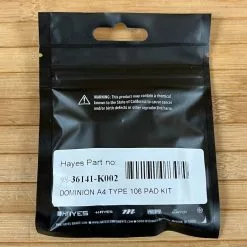 WARNING: This product may contain a chemical
known to the State of California to cause cancer
and/or birth defects or other reproductive harm.
Hayes Part no:
98-36141-K002
DOMINION A4 TYPE 106 PAD KIT
HAYES